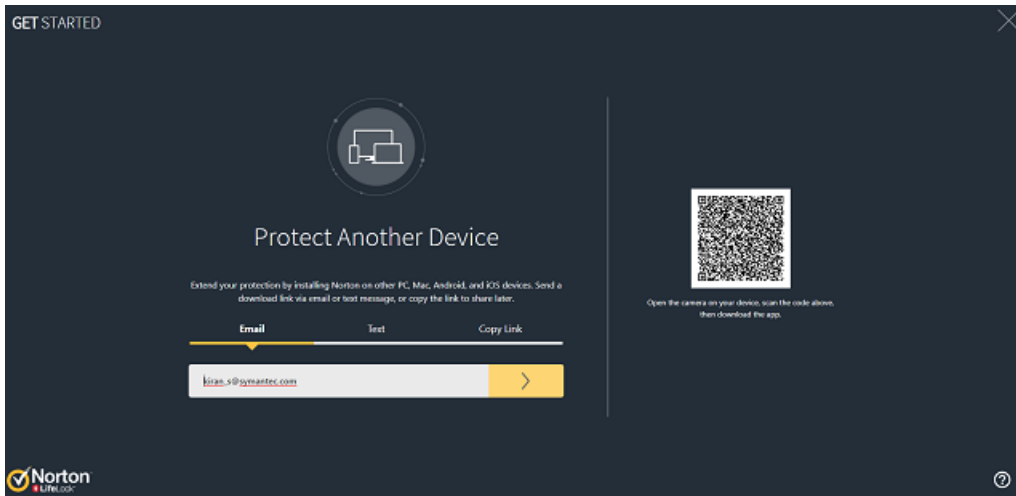 GET STARTED
Protect Another Device
Extend your protection by installing Norton on other PC, Mac, Android, and iOS devices. Send a
download link via email or text message, or copy the link to share later.
Email Text Copy Link
kiran_s@symantec.com
Open the camera on your device, scan the code above,
then download the app.
Norton
LifeLock